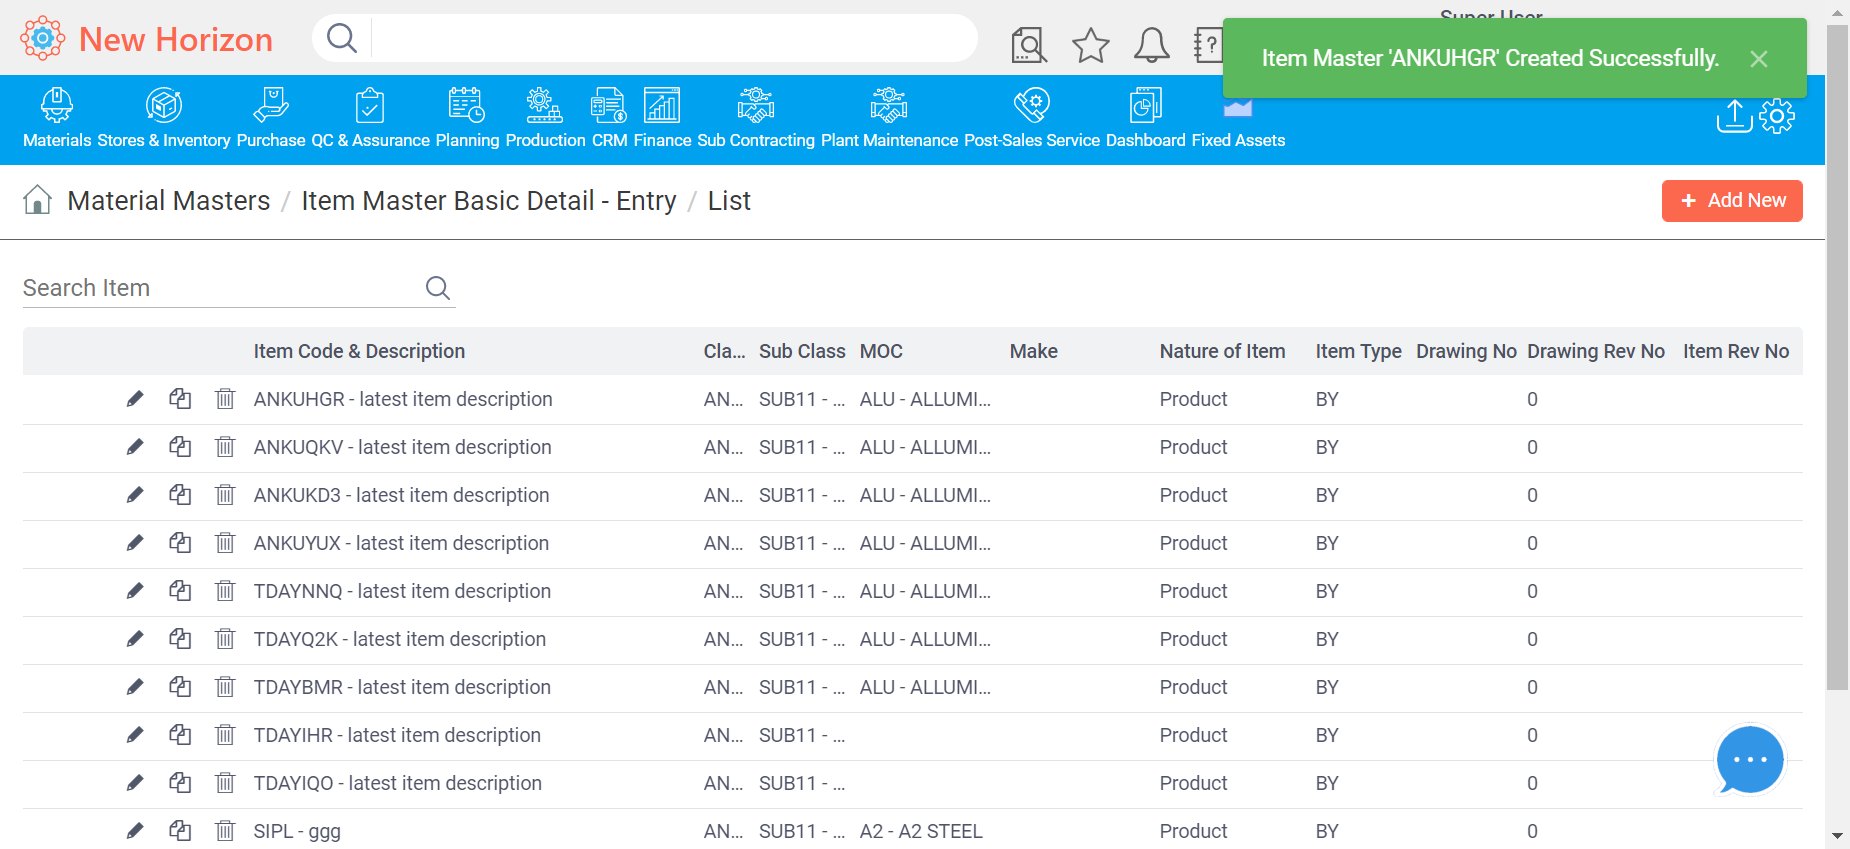 New Horizon
Super User
Item Master 'ANKUHGR' Created Successfully.
Materials Stores & Inventory Purchase QC & Assurance Planning Production CRM Finance Sub Contracting Plant Maintenance Post-Sales Service Dashboard Fixed Assets
Material Masters / Item Master Basic Detail - Entry / List
+ Add New
Search Item
Item Code & Description Cla... Sub Class MOC Make Nature of Item Item Type Drawing No Drawing Rev No Item Rev No
ANKUHGR - latest item description AN... SUB11 - ... ALU - ALLUMI... Product BY 0
ANKUQKV - latest item description AN... SUB11 - ... ALU - ALLUMI... Product BY 0
ANKUKD3 - latest item description AN... SUB11 - ... ALU - ALLUMI... Product BY 0
ANKUYUX - latest item description AN... SUB11 - ... ALU - ALLUMI... Product BY 0
TDAYNNQ - latest item description AN... SUB11 - ... ALU - ALLUMI... Product BY 0
TDAYQ2K - latest item description AN... SUB11 - ... ALU - ALLUMI... Product BY 0
TDAYBMR - latest item description AN... SUB11 - ... ALU - ALLUMI... Product BY 0
TDAYIHR - latest item description AN... SUB11 - ... Product BY 0
TDAYIQO - latest item description AN... SUB11 - ... Product BY 0
SIPL - ggg AN... SUB11 - ... A2 - A2 STEEL Product BY 0